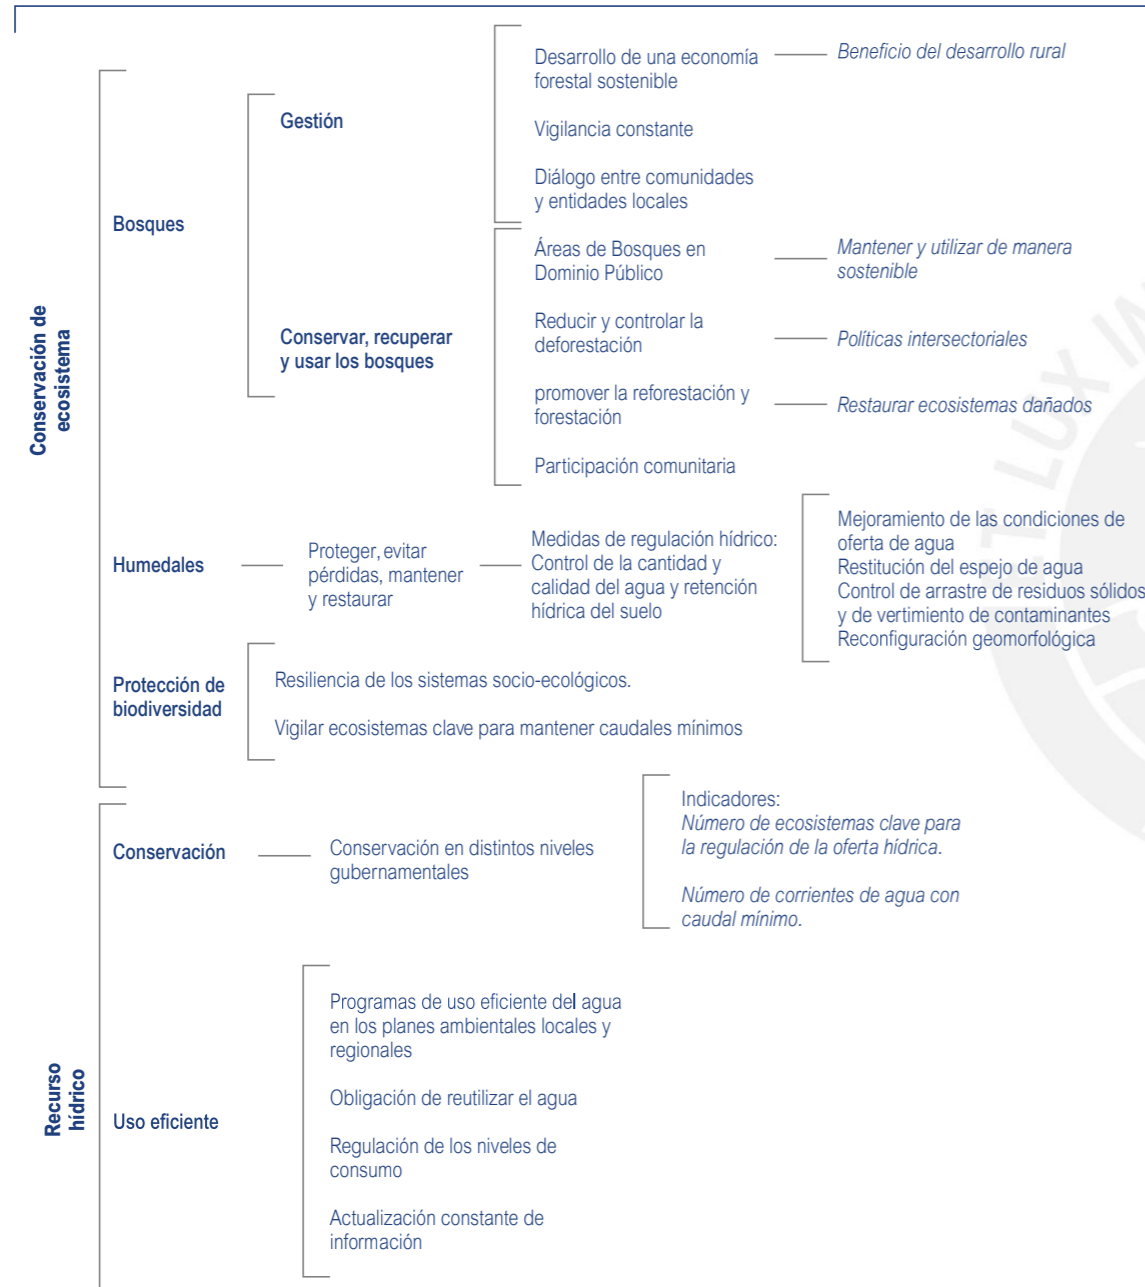 Conservación de
ecosistema
Bosques
Gestión
Desarrollo de una economía
forestal sostenible
Beneficio del desarrollo rural
Vigilancia constante
Diálogo entre comunidades
y entidades locales
Conservar, recuperar
y usar los bosques
Áreas de Bosques en
Dominio Público
Mantener y utilizar de manera
sostenible
Reducir y controlar la
deforestación
Políticas intersectoriales
promover la reforestación y
forestación
Restaurar ecosistemas dañados
Participación comunitaria
Humedales
Proteger, evitar
pérdidas, mantener
y restaurar
Medidas de regulación hídrico:
Control de la cantidad y
calidad del agua y retención
hídrica del suelo
Mejoramiento de las condiciones de
oferta de agua
Restitución del espejo de agua
Control de arrastre de residuos sólidos
y de vertimiento de contaminantes
Reconfiguración geomorfológica
Protección de
biodiversidad
Resiliencia de los sistemas socio-ecológicos.
Vigilar ecosistemas clave para mantener caudales mínimos
Recurso
hídrico
Conservación
Conservación en distintos niveles
gubernamentales
Indicadores:
Número de ecosistemas clave para
la regulación de la oferta hídrica.
Número de corrientes de agua con
caudal mínimo.
Uso eficiente
Programas de uso eficiente del agua
en los planes ambientales locales y
regionales
Obligación de reutilizar el agua
Regulación de los niveles de
consumo
Actualización constante de
información
ET LUX IN